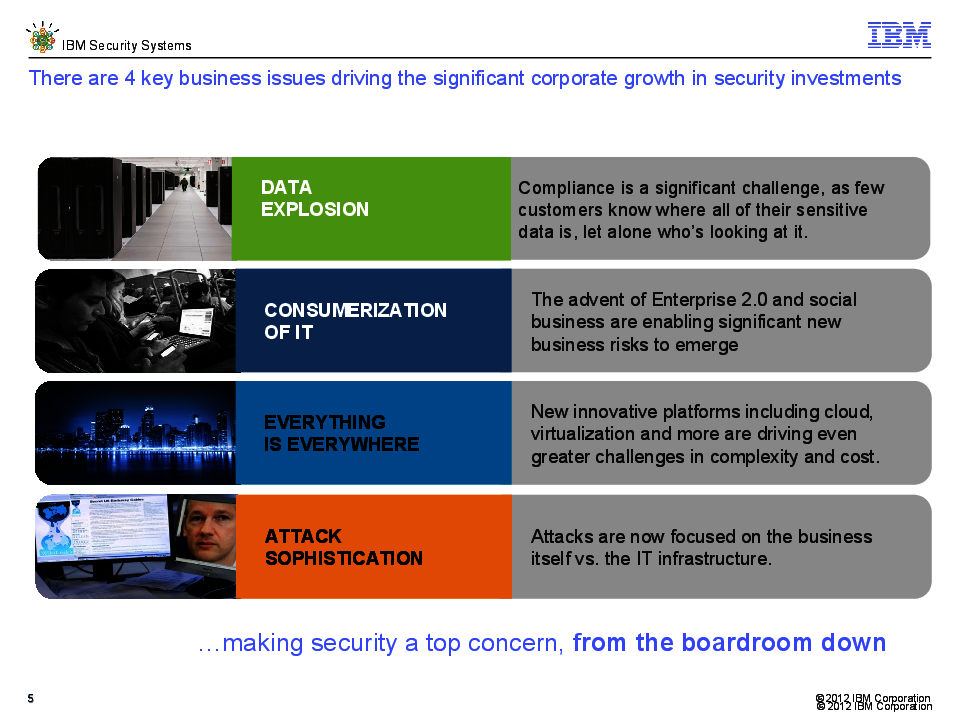 IBM Security Systems
IBM
There are 4 key business issues driving the significant corporate growth in security investments
DATA
EXPLOSION
Compliance is a significant challenge, as few
customers know where all of their sensitive
data is, let alone who's looking at it.
CONSUMERIZATION
OF IT
The advent of Enterprise 2.0 and social
business are enabling significant new
business risks to emerge
EVERYTHING
IS EVERYWHERE
New innovative platforms including cloud,
virtualization and more are driving even
greater challenges in complexity and cost.
ATTACK
SOPHISTICATION
Attacks are now focused on the business
itself vs. the IT infrastructure.
…making security a top concern, from the boardroom down
5
© 2012 IBM Corporation
© 2012 IBM Corporation